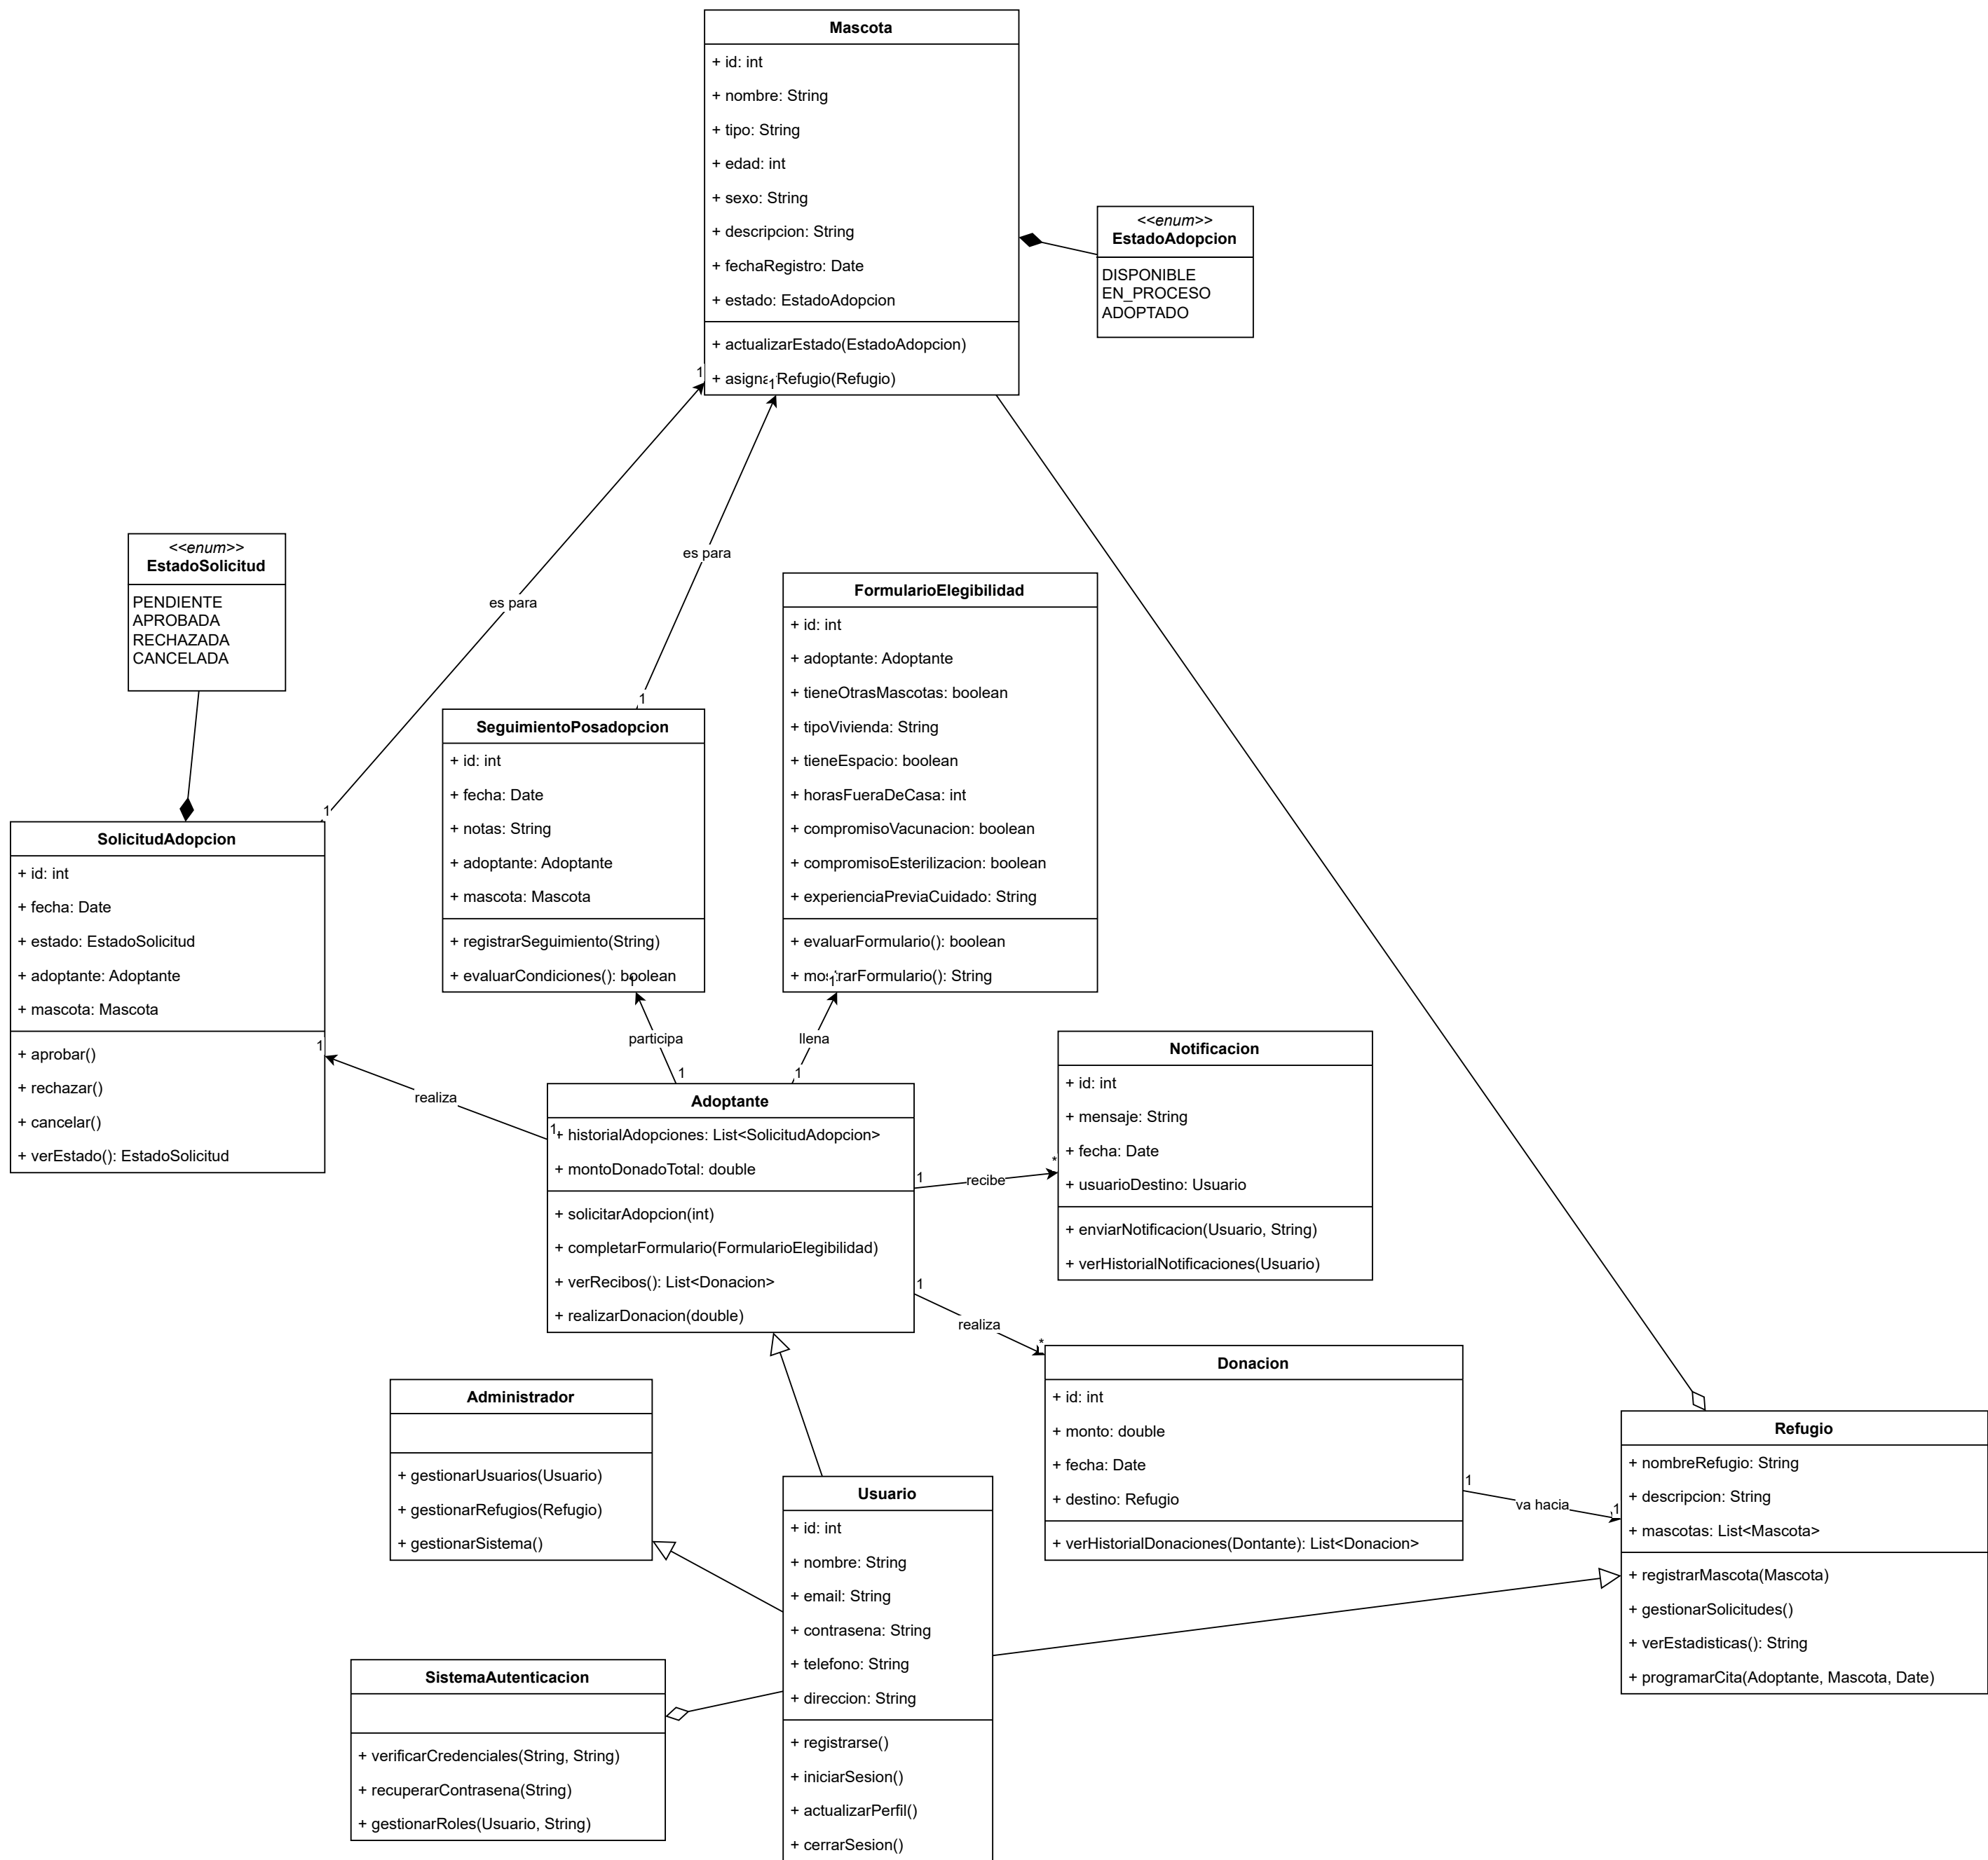 Mascota
+ id: int
+ nombre: String
+ tipo: String
+ edad: int
+ sexo: String
+ descripcion: String
+ fechaRegistro: Date
+ estado: EstadoAdopcion
+ actualizarEstado(EstadoAdopcion)
+ asignarRefugio(Refugio)
1
1
<<enum>>
EstadoAdopcion
DISPONIBLE
EN_PROCESO
ADOPTADO
es para
es para
1
1
<<enum>>
EstadoSolicitud
PENDIENTE
APROBADA
RECHAZADA
CANCELADA
SolicitudAdopcion
+ id: int
+ fecha: Date
+ estado: EstadoSolicitud
+ adoptante: Adoptante
+ mascota: Mascota
+ aprobar()
+ rechazar()
+ cancelar()
+ verEstado(): EstadoSolicitud
1
SeguimientoPosadopcion
+ id: int
+ fecha: Date
+ notas: String
+ adoptante: Adoptante
+ mascota: Mascota
+ registrarSeguimiento(String)
+ evaluarCondiciones(): boolean
1
FormularioElegibilidad
+ id: int
+ adoptante: Adoptante
+ tieneOtrasMascotas: boolean
+ tipoVivienda: String
+ tieneEspacio: boolean
+ horasFueraDeCasa: int
+ compromisoVacunacion: boolean
+ compromisoEsterilizacion: boolean
+ experienciaPreviaCuidado: String
+ evaluarFormulario(): boolean
+ mostrarFormulario(): String
1
participa
llena
realiza
1
1
1
Adoptante
+ historialAdopciones: List<SolicitudAdopcion>
+ montoDonadoTotal: double
+ solicitarAdopcion(int)
+ completarFormulario(FormularioElegibilidad)
+ verRecibos(): List<Donacion>
+ realizarDonacion(double)
1
recibe
*
Notificacion
+ id: int
+ mensaje: String
+ fecha: Date
+ usuarioDestino: Usuario
+ enviarNotificacion(Usuario, String)
+ verHistorialNotificaciones(Usuario)
1
realiza
*
Donacion
+ id: int
+ monto: double
+ fecha: Date
+ destino: Refugio
+ verHistorialDonaciones(Dontante): List<Donacion>
1
va hacia
1
Refugio
+ nombreRefugio: String
+ descripcion: String
+ mascotas: List<Mascota>
+ registrarMascota(Mascota)
+ gestionarSolicitudes()
+ verEstadisticas(): String
+ programarCita(Adoptante, Mascota, Date)
Administrador
+ gestionarUsuarios(Usuario)
+ gestionarRefugios(Refugio)
+ gestionarSistema()
Usuario
+ id: int
+ nombre: String
+ email: String
+ contrasena: String
+ telefono: String
+ direccion: String
+ registrarse()
+ iniciarSesion()
+ actualizarPerfil()
+ cerrarSesion()
SistemaAutenticacion
+ verificarCredenciales(String, String)
+ recuperarContrasena(String)
+ gestionarRoles(Usuario, String)